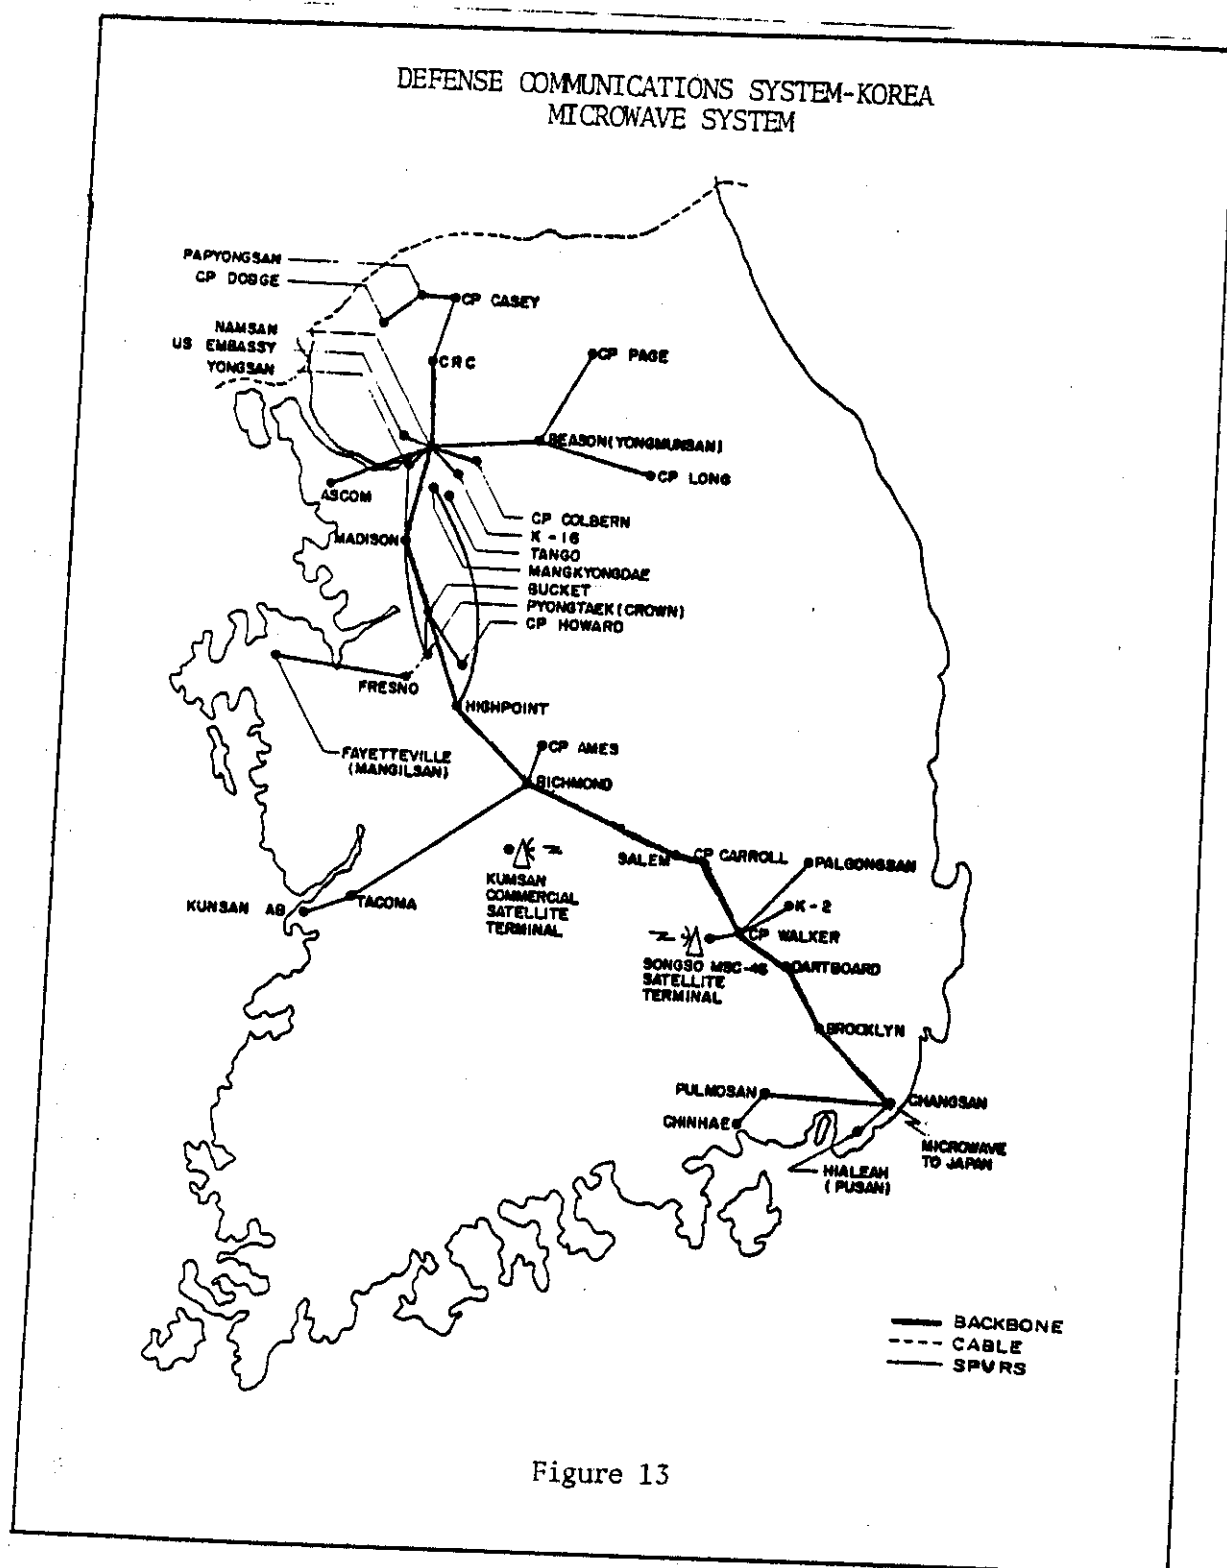 DEFENSE COMMUNICATIONS SYSTEM-KOREA
MICROWAVE SYSTEM
PAPYONGSAN
CP DODGE
CP CASEY
NAMSAN
US EMBASSY
YONGSAN
CRC
CP PAGE
BEASON(YONGMUNSAN)
CP LONG
ASCOM
MADISON
CP COLBERN
K-16
TANGO
MANGKYONGDAE
BUCKET
PYONGTAEK(CROWN)
CP HOWARD
FRESNO
HIGHPOINT
FAYETTEVILLE
(MANGILSAN)
CP AMES
RICHMOND
SALEM
CP CARROLL
PALGONGSAN
KUMSAN
COMMERCIAL
SATELLITE
TERMINAL
KUNSAN AB
TACOMA
K-2
CP WALKER
SONGSO MSC-46
SATELLITE
TERMINAL
DARTBOARD
BROOKLYN
PULMOSAN
CHANGSAN
CHINHAE
MICROWAVE
TO JAPAN
HIALEAH
(PUSAN)
BACKBONE
CABLE
SPURS
Figure 13